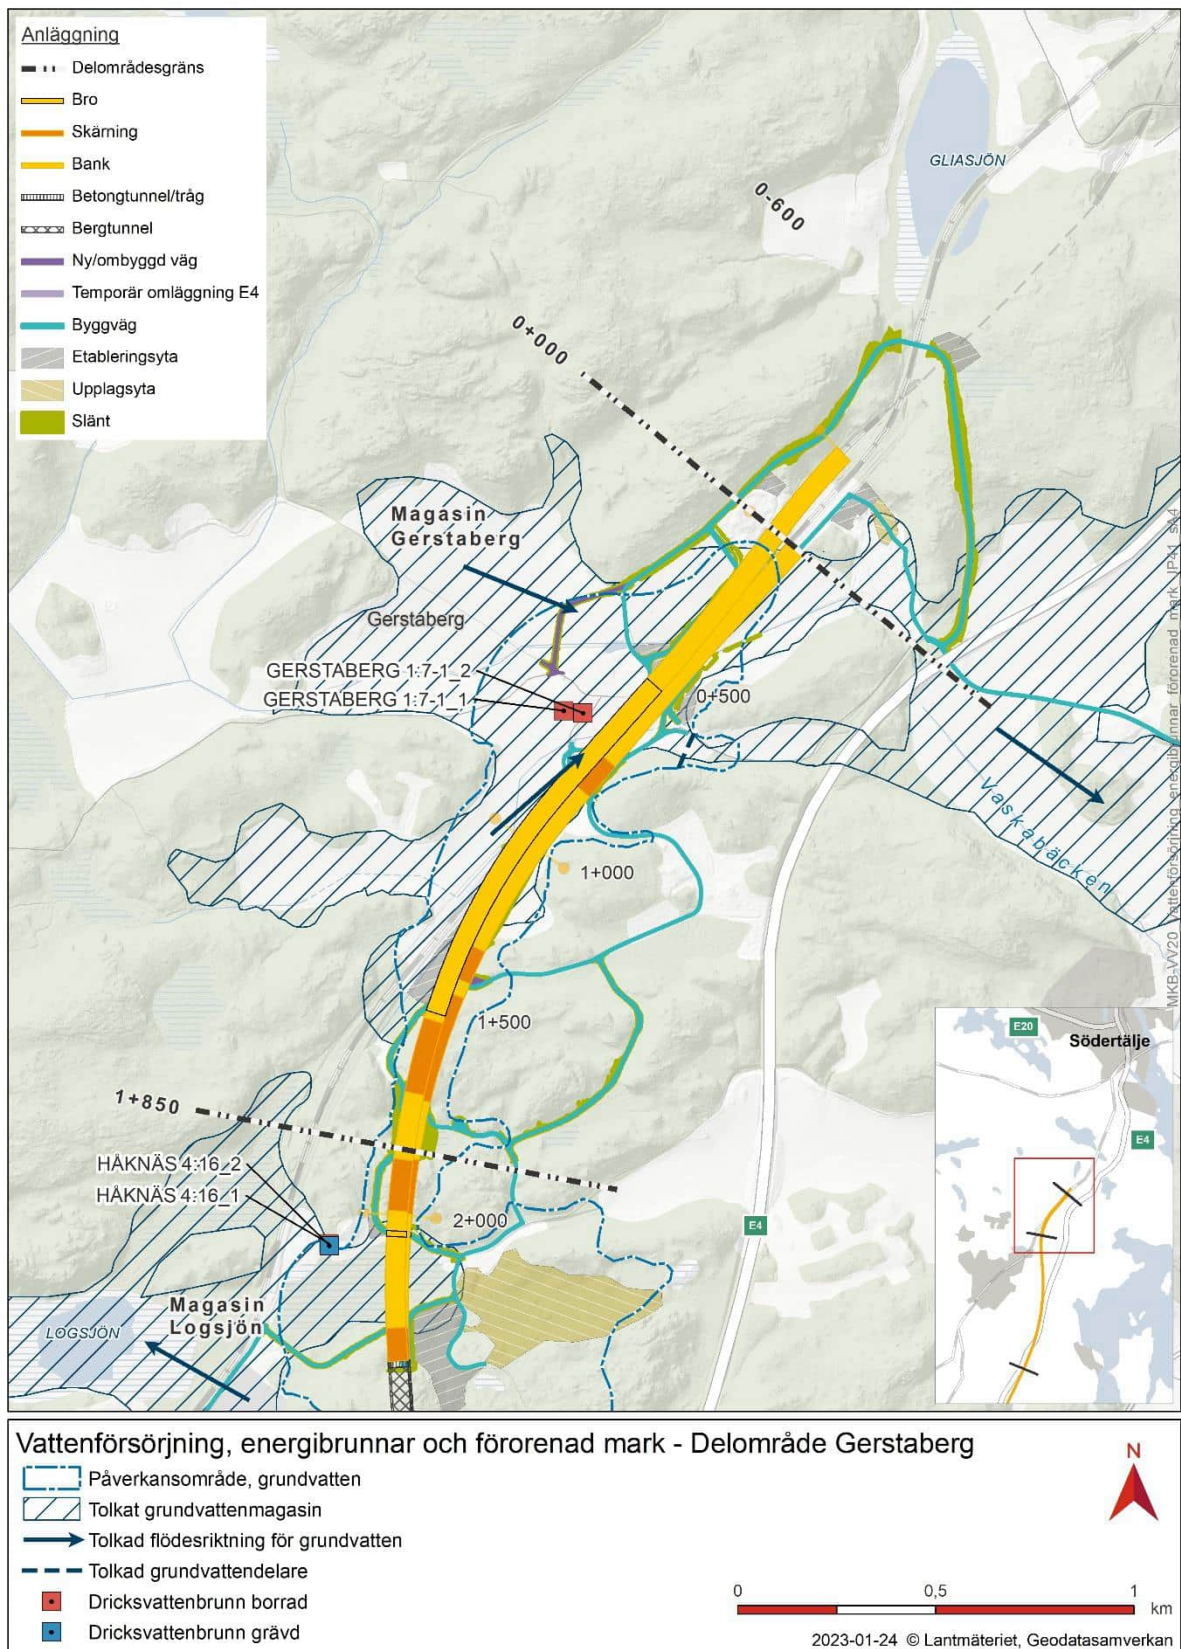 Anläggning
Delområdesgräns
Bro
Skärning
Bank
Betongtunnel/tråg
Bergtunnel
Ny/ombyggd väg
Temporär omläggning E4
Byggväg
Etableringsyta
Upplagsyta
Slänt
GLIASJÖN
0-600
0+000
Magasin
Gerstaberg
Gerstaberg
GERSTABERG 1:7-1_2
GERSTABERG 1:7-1_1
0+500
Vaskabäcken
1+000
1+500
1+850
HÅKNÄS 4:16_2
HÅKNÄS 4:16_1
2+000
E4
Magasin
Logsjön
LOGSJÖN
E20
Södertälje
E4
Vattenförsörjning, energibrunnar och förorenad mark - Delområde Gerstaberg
Påverkansområde, grundvatten
Tolkat grundvattenmagasin
Tolkad flödesriktning för grundvatten
Tolkad grundvattendelare
Dricksvattenbrunn borrad
Dricksvattenbrunn grävd
N
0 0,5 1
km
2023-01-24 © Lantmäteriet, Geodatasamverkan